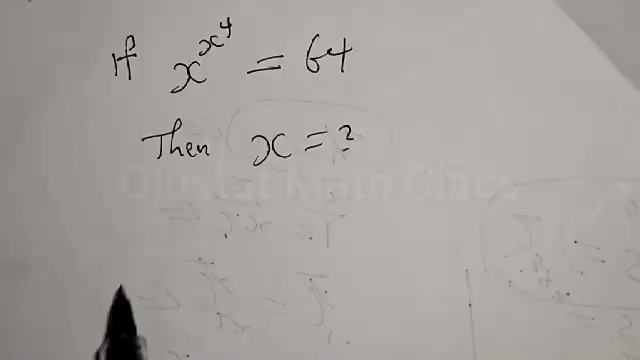 If x^{x^4} = 64
Then x = ?